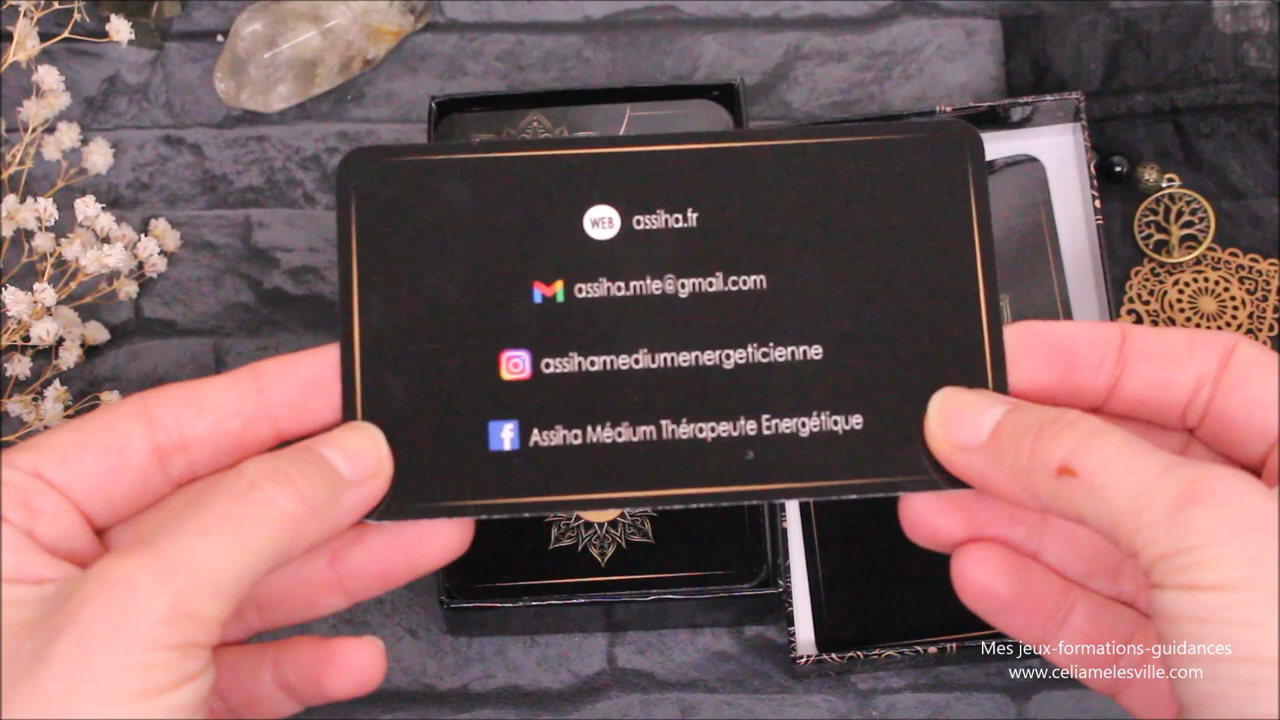 WEB assiha.fr
assiha.mte@gmail.com
assihamediumenergeticienne
Assiha Médium Thérapeute Energétique
Mes jeux-formations-guidances
www.celiamelesville.com